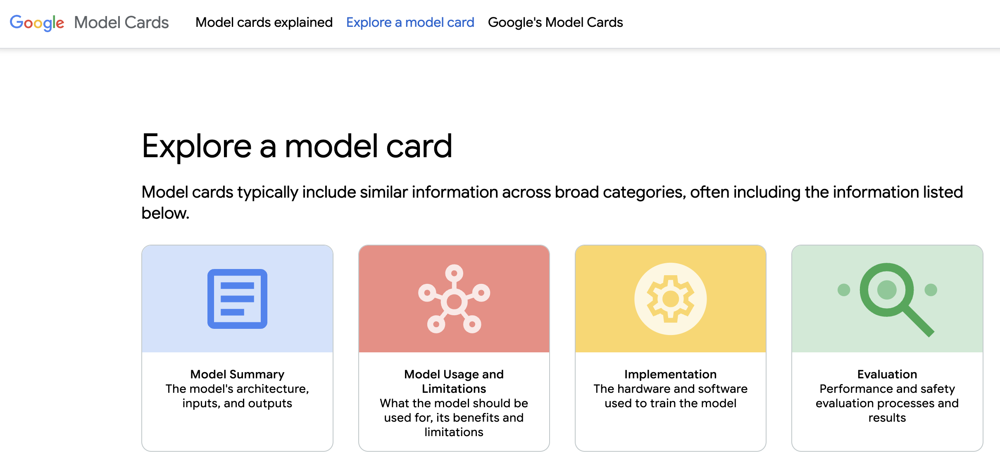 Google Model Cards Model cards explained Explore a model card Google's Model Cards
Explore a model card
Model cards typically include similar information across broad categories, often including the information listed
below.
Model Summary
The model's architecture,
inputs, and outputs
Model Usage and
Limitations
What the model should be
used for, its benefits and
limitations
Implementation
The hardware and software
used to train the model
Evaluation
Performance and safety
evaluation processes and
results